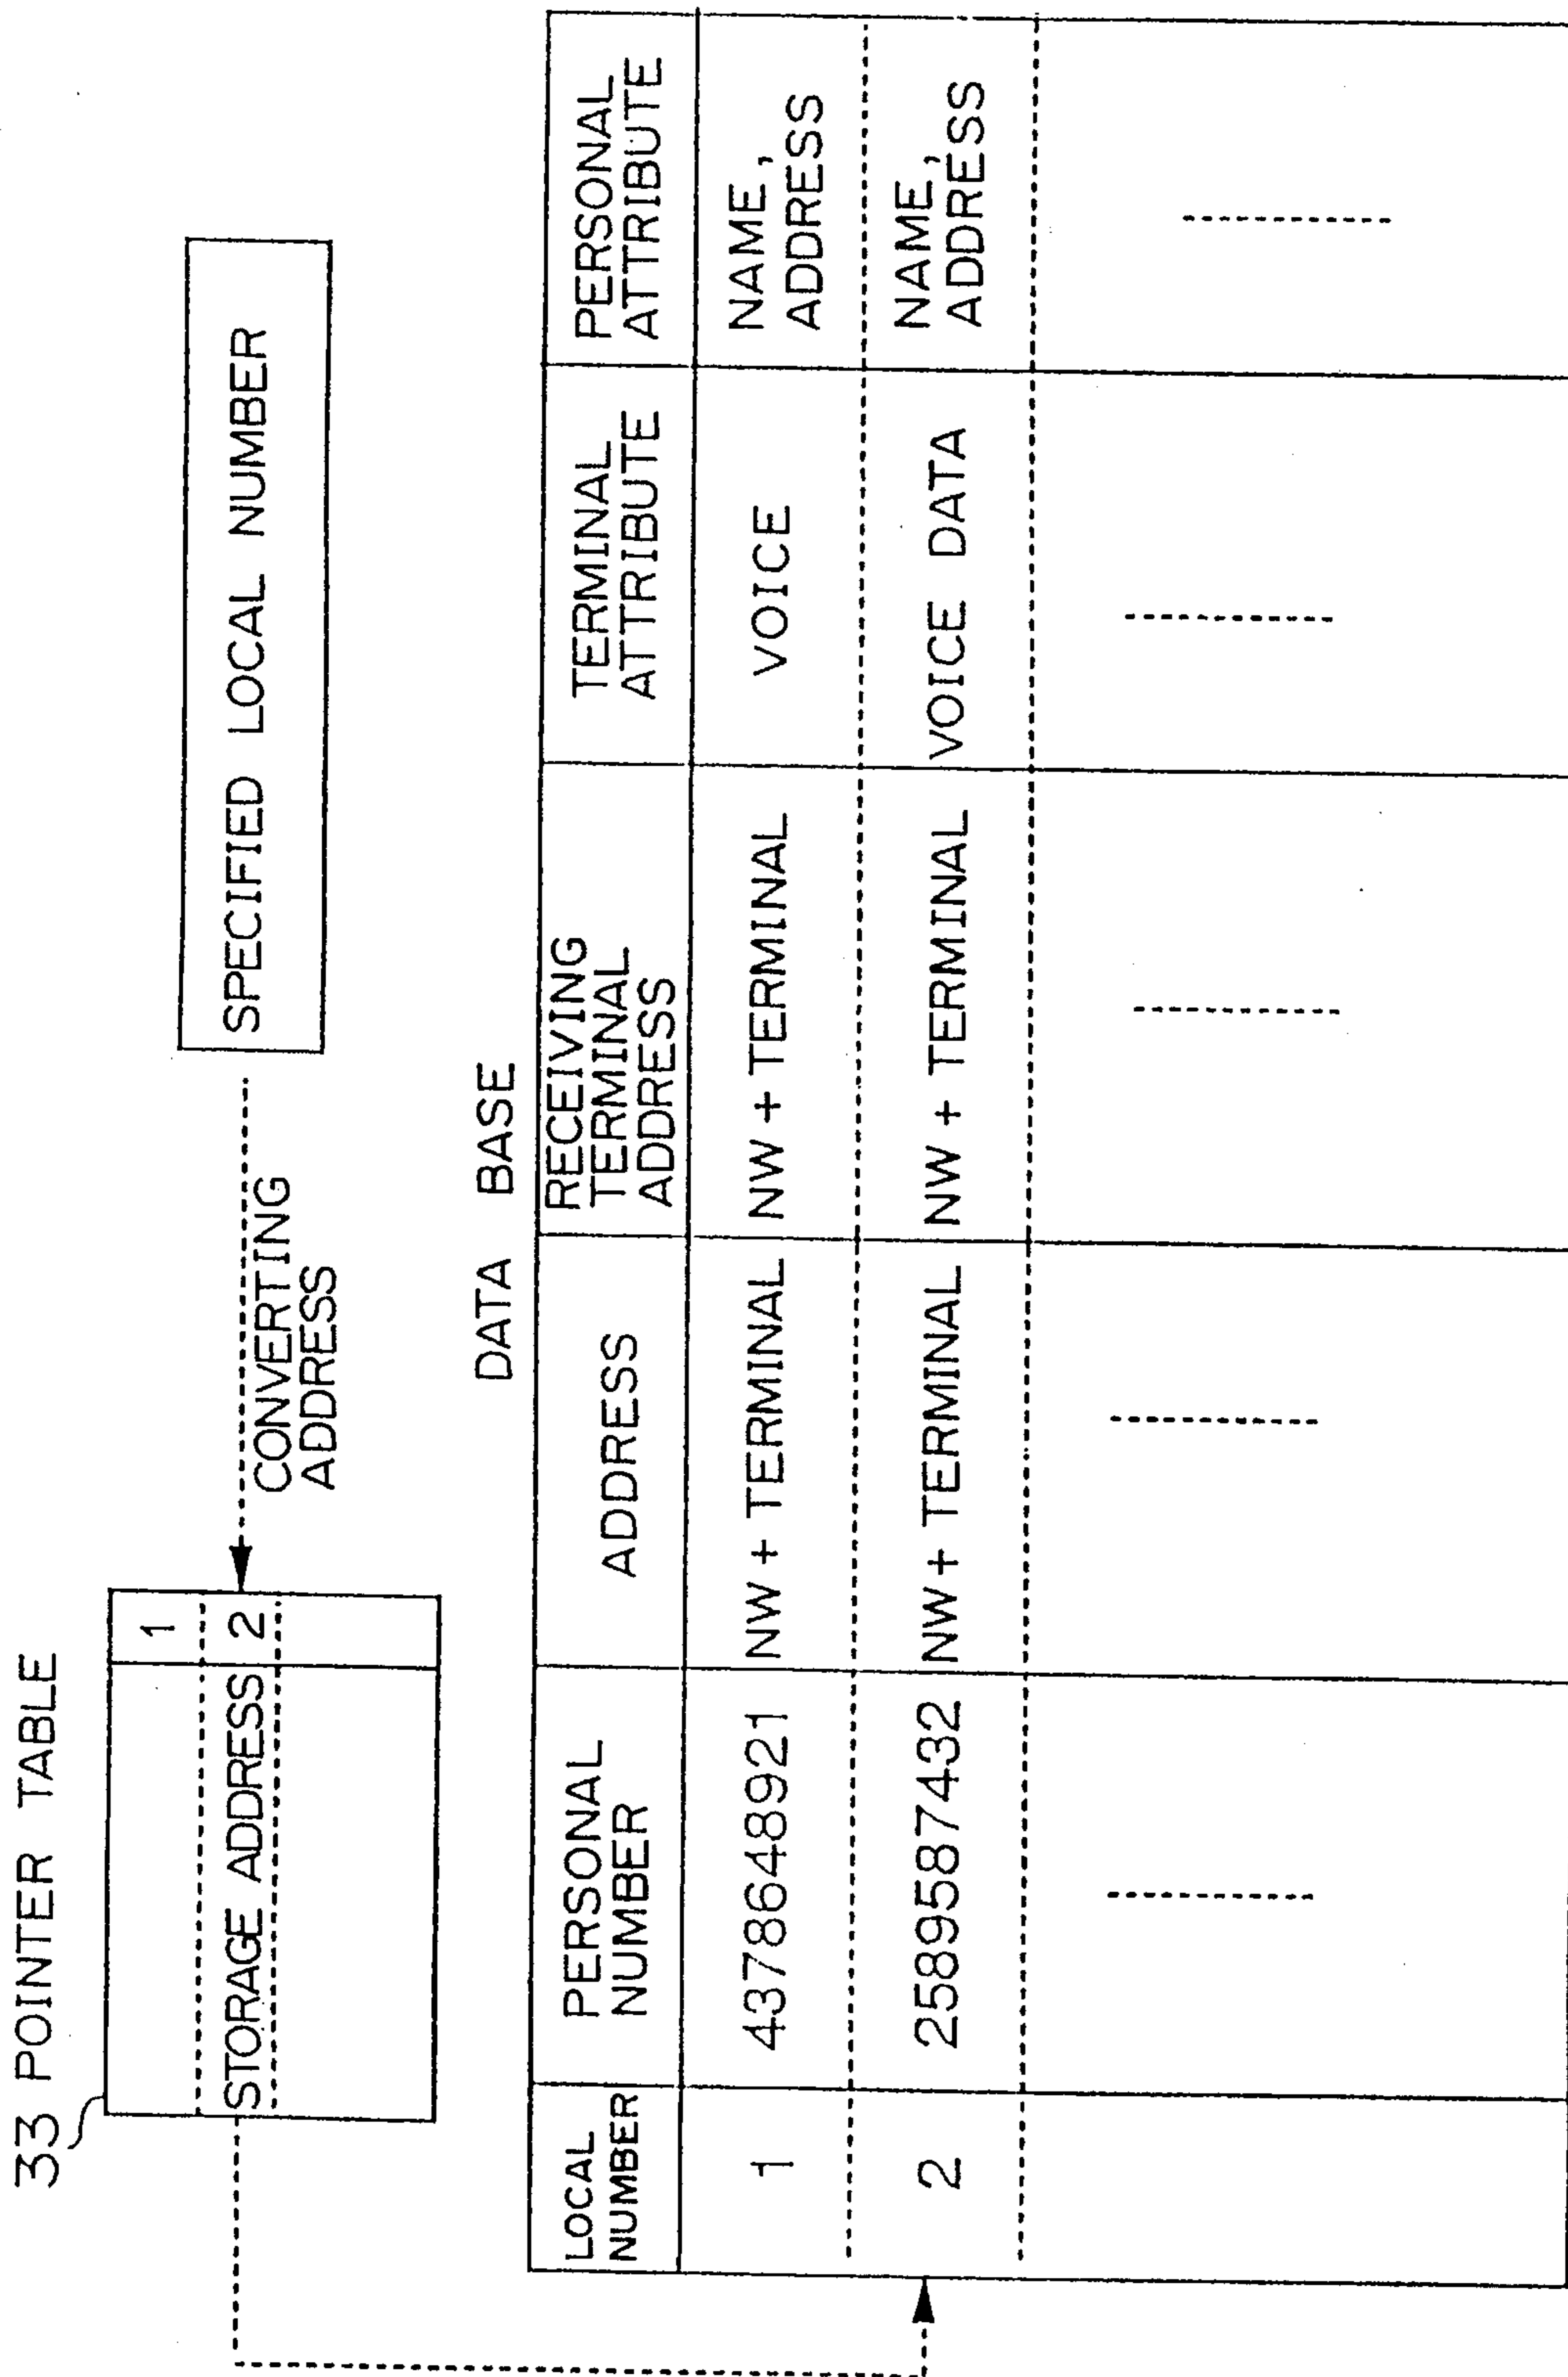 33 POINTER TABLE
1
STORAGE ADDRESS 2
CONVERTING
ADDRESS
SPECIFIED LOCAL NUMBER
DATA BASE
LOCAL
NUMBER
PERSONAL
NUMBER
ADDRESS
RECEIVING
TERMINAL
ADDRESS
TERMINAL
ATTRIBUTE
PERSONAL
ATTRIBUTE
1 4378648921 NW + TERMINAL NW + TERMINAL VOICE NAME,
ADDRESS
2 2589587432 NW + TERMINAL NW + TERMINAL VOICE DATA NAME,
ADDRESS